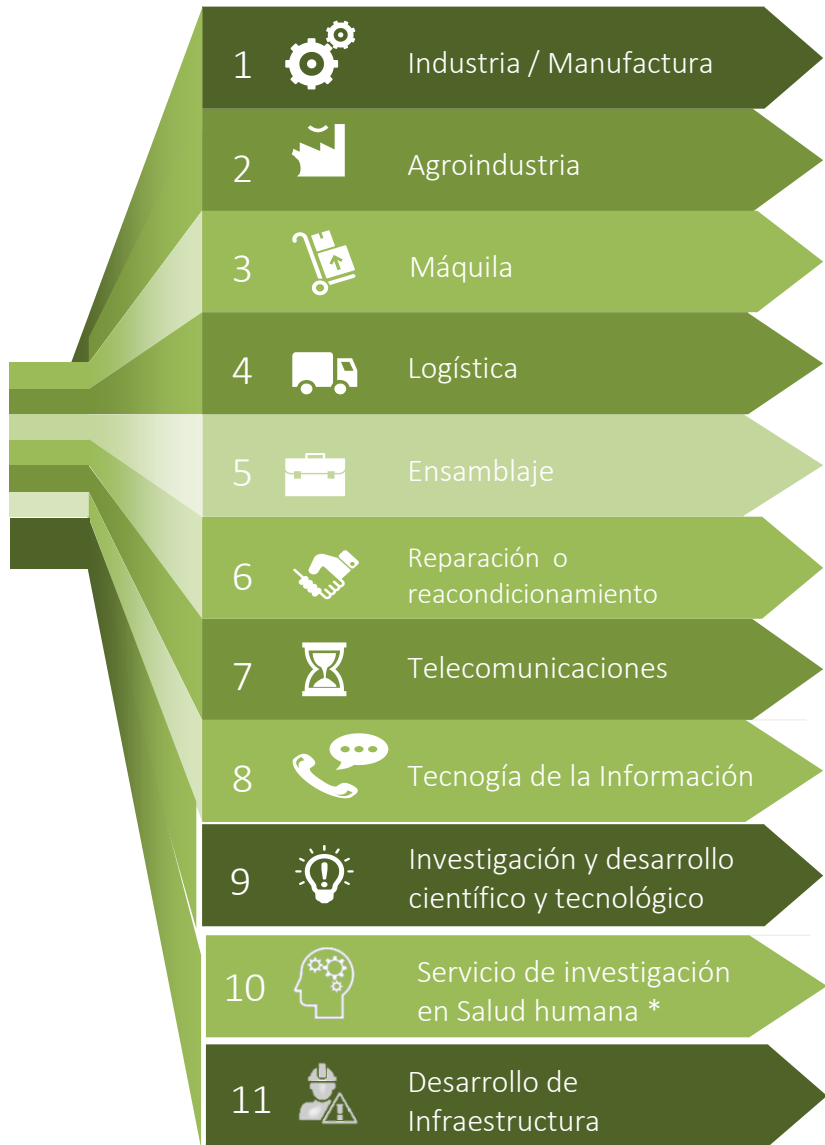 1 Industria / Manufactura
2 Agroindustria
3 Máquila
4 Logística
5 Ensamblaje
6 Reparación o
reacondicionamiento
7 Telecomunicaciones
8 Tecnogía de la Información
9 Investigación y desarrollo
científico y tecnológico
10 Servicio de investigación
en Salud humana *
11 Desarrollo de
Infraestructura